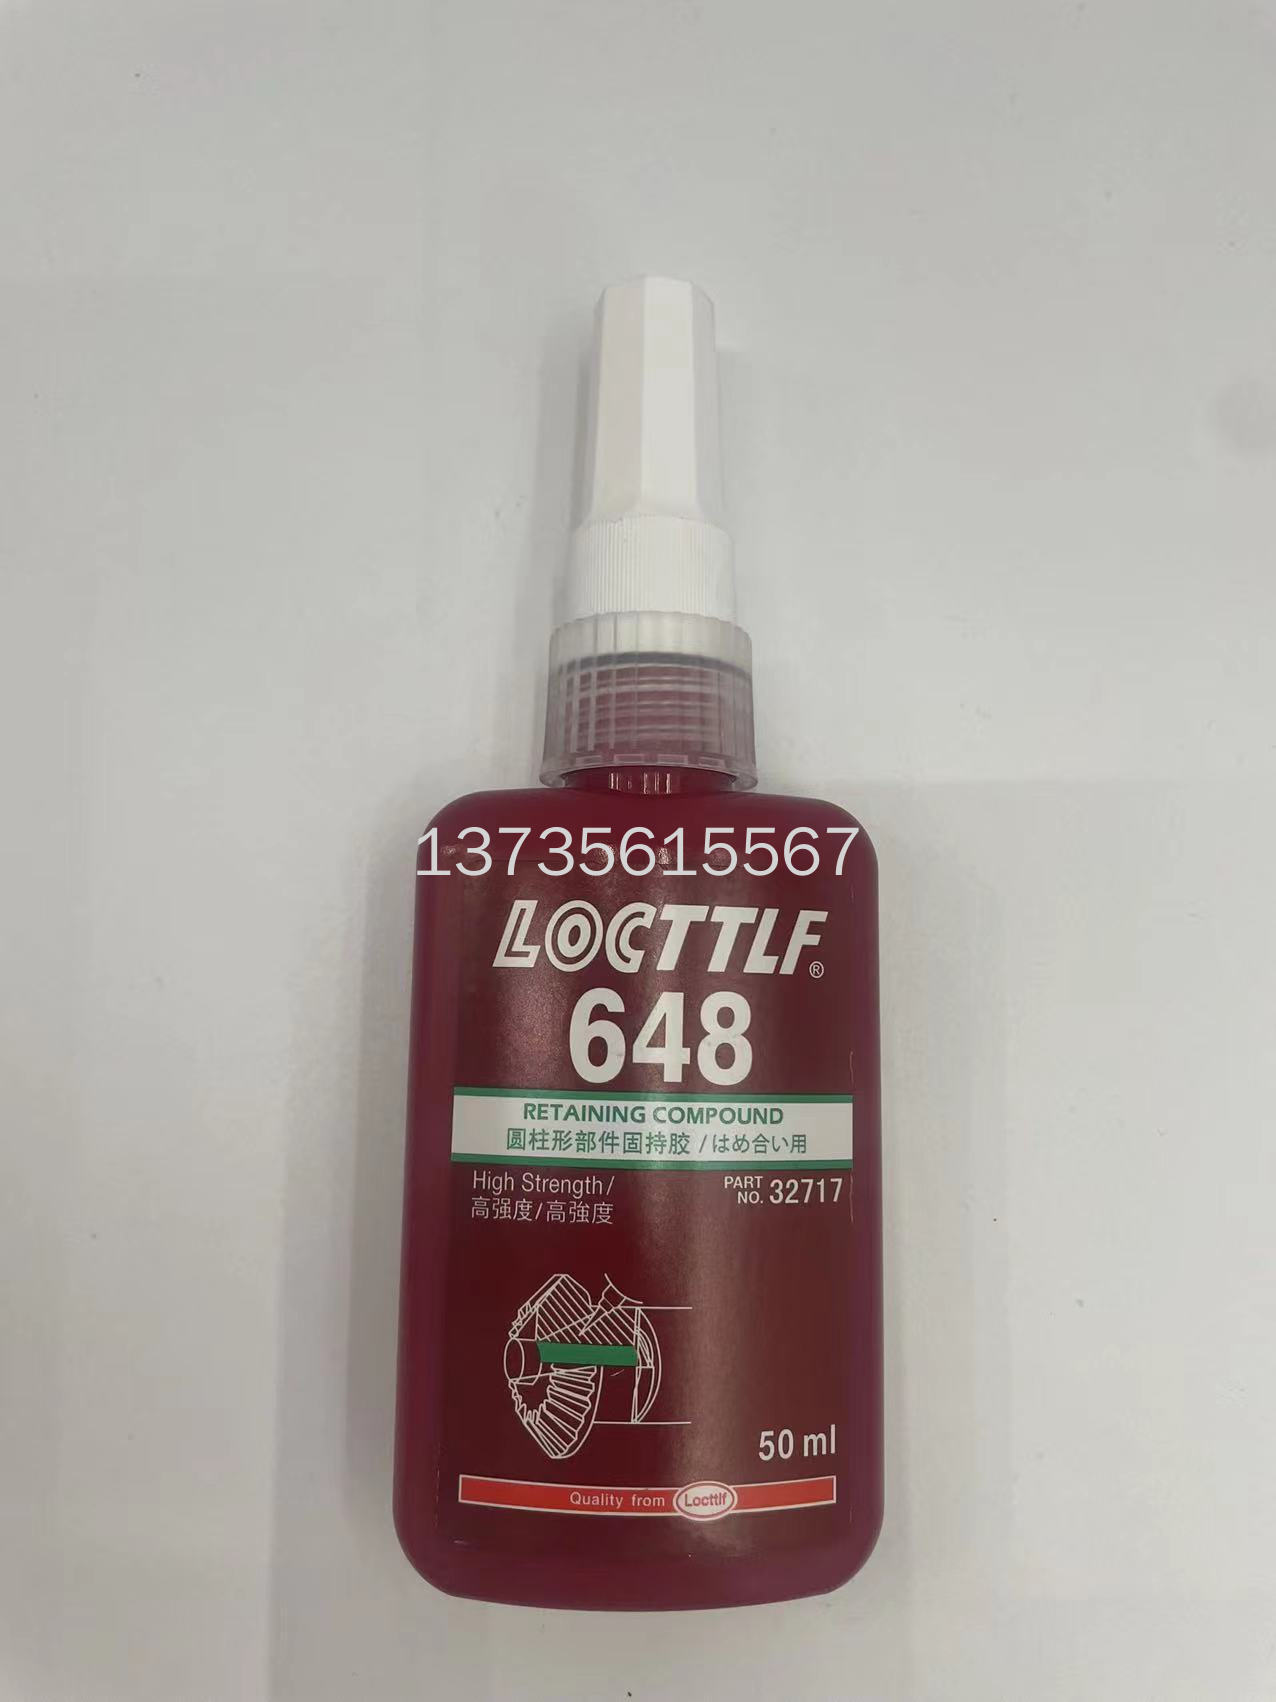 13735615567
LOCTTLF®
648
RETAINING COMPOUND
圆柱形部件固持胶/はめ合い用
High Strength/
高强度/高強度
PART NO. 32717
50 ml
Quality from Locttlf